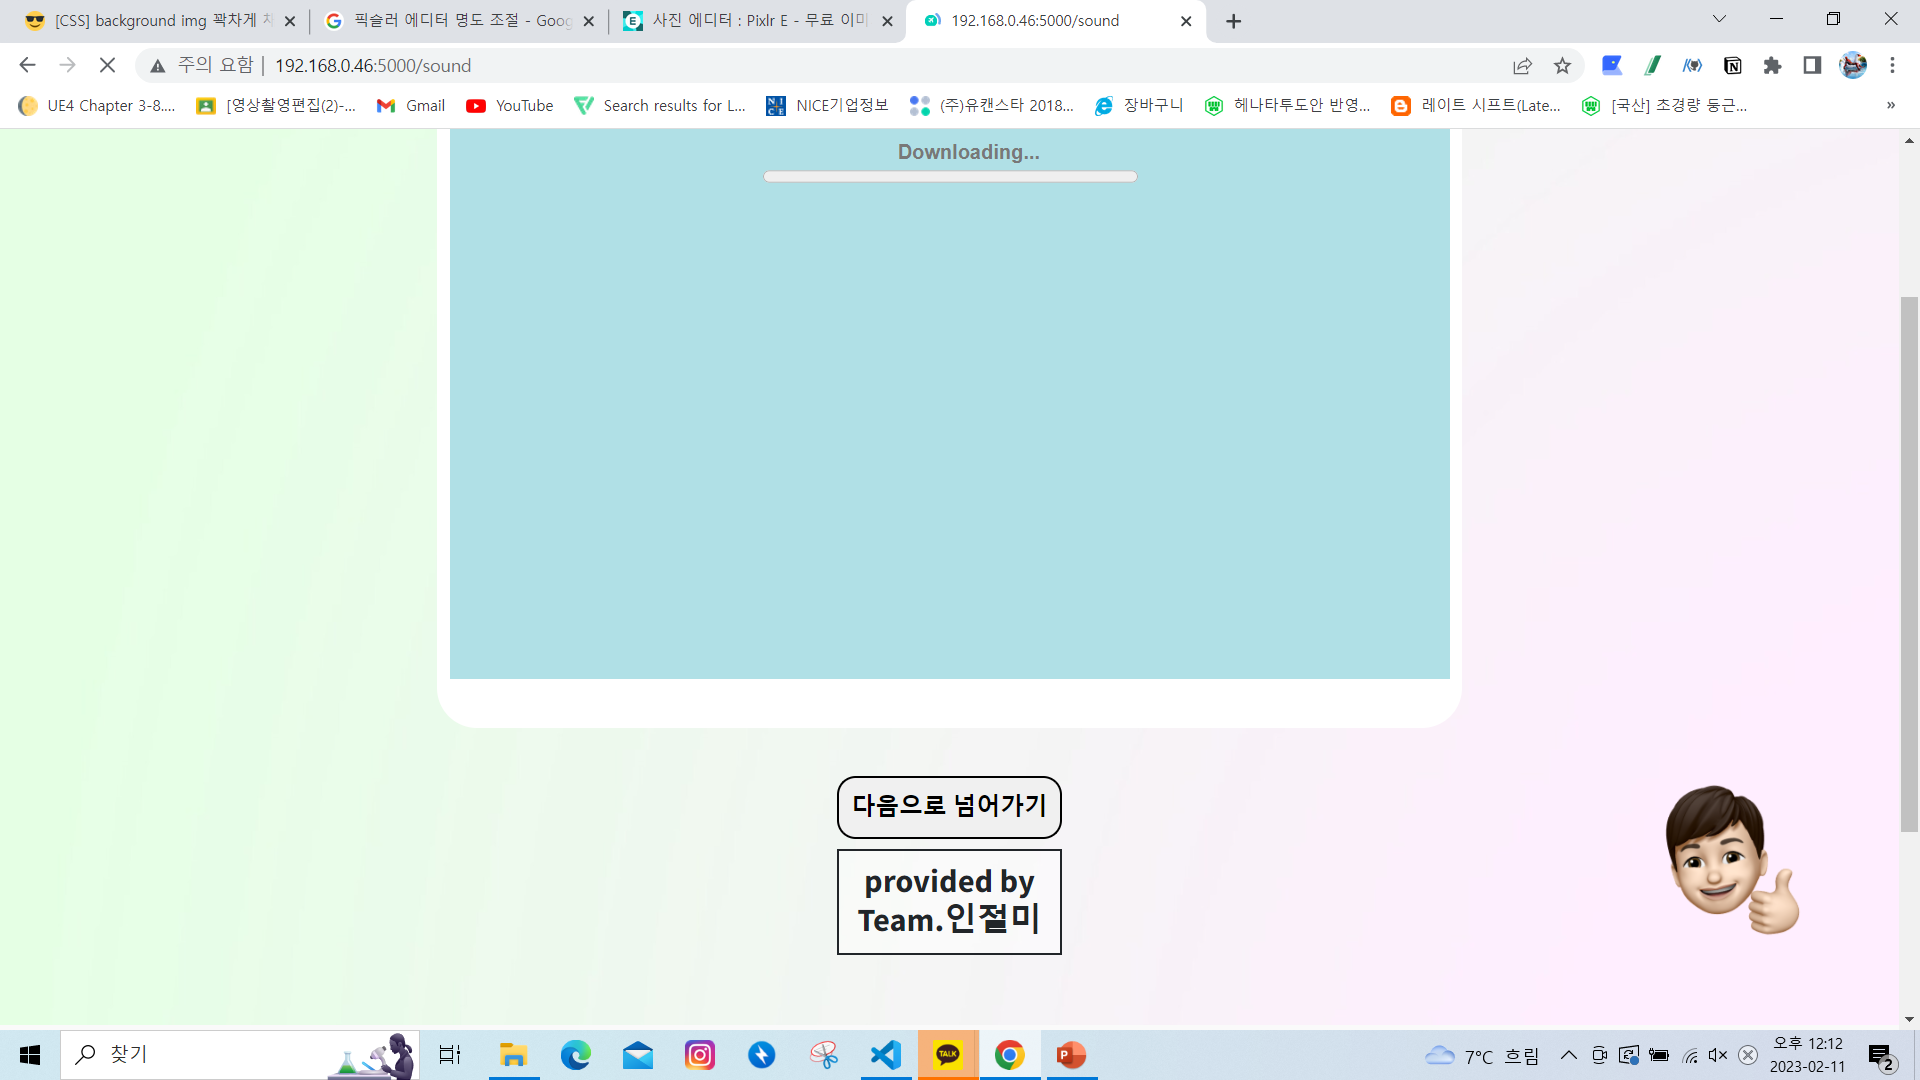 [CSS] background img 꽉차게 차
픽슬러 에디터 명도 조절 - Goog
사진 에디터 : Pixlr E - 무료 이미
192.168.0.46:5000/sound
주의 요함 | 192.168.0.46:5000/sound
UE4 Chapter 3-8....
[영상촬영편집(2)-...
Gmail
YouTube
Search results for L...
NICE기업정보
(주)유캔스타 2018...
장바구니
헤나타투도안 반영...
레이트 시프트(Late...
[국산] 초경량 둥근...
»
Downloading...
다음으로 넘어가기
provided by
Team.인절미
찾기
TALK
7°C 흐림
오후 12:12
2023-02-11
2